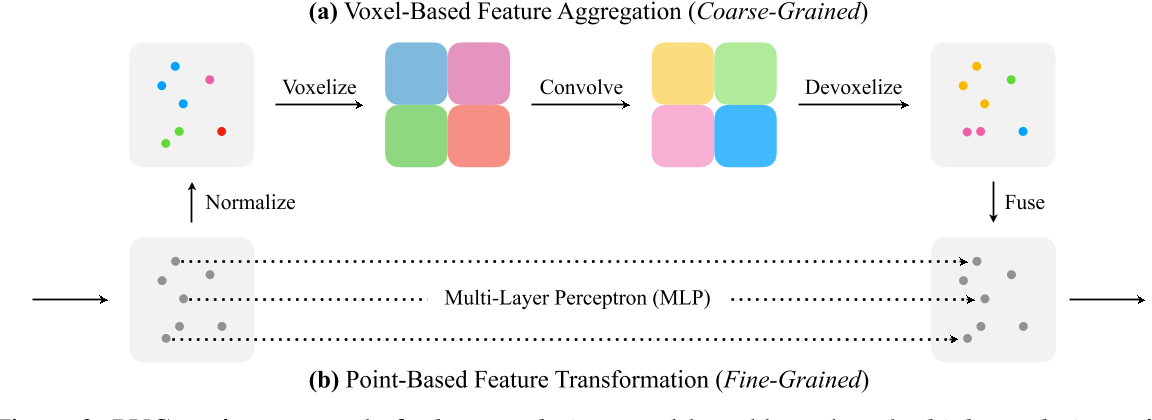 (a) Voxel-Based Feature Aggregation (Coarse-Grained)
Voxelize
Convolve
Devoxelize
Normalize
Fuse
Multi-Layer Perceptron (MLP)
(b) Point-Based Feature Transformation (Fine-Grained)